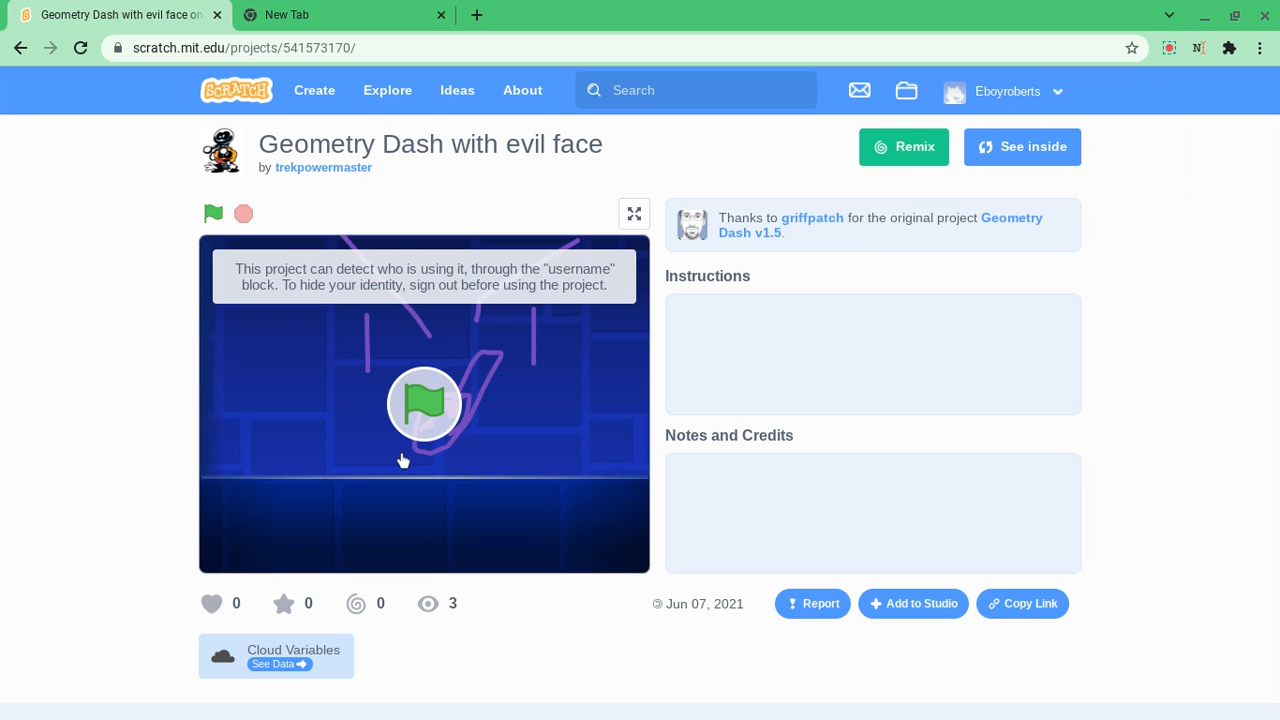 Geometry Dash with evil face on
New Tab
scratch.mit.edu/projects/541573170/
SCRATCH
Create
Explore
Ideas
About
Search
Eboyroberts
Geometry Dash with evil face
by trekpowermaster
Remix
See inside
Thanks to griffpatch for the original project Geometry
Dash v1.5.
This project can detect who is using it, through the "username"
block. To hide your identity, sign out before using the project.
Instructions
Notes and Credits
0
0
0
3
Jun 07, 2021
Report
Add to Studio
Copy Link
Cloud Variables
See Data